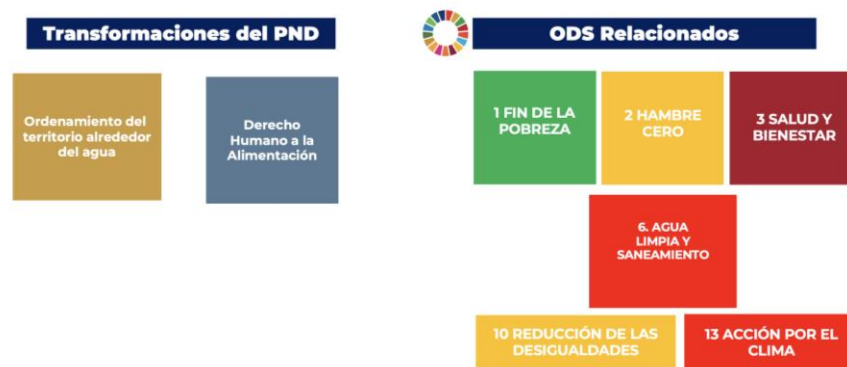 Transformaciones del PND
Ordenamiento del
territorio alrededor
del agua
Derecho
Humano a la
Alimentación
ODS Relacionados
1 FIN DE LA
POBREZA
2 HAMBRE
CERO
3 SALUD Y
BIENESTAR
6. AGUA
LIMPIA Y
SANEAMIENTO
10 REDUCCIÓN DE LAS
DESIGUALDADES
13 ACCIÓN POR EL
CLIMA